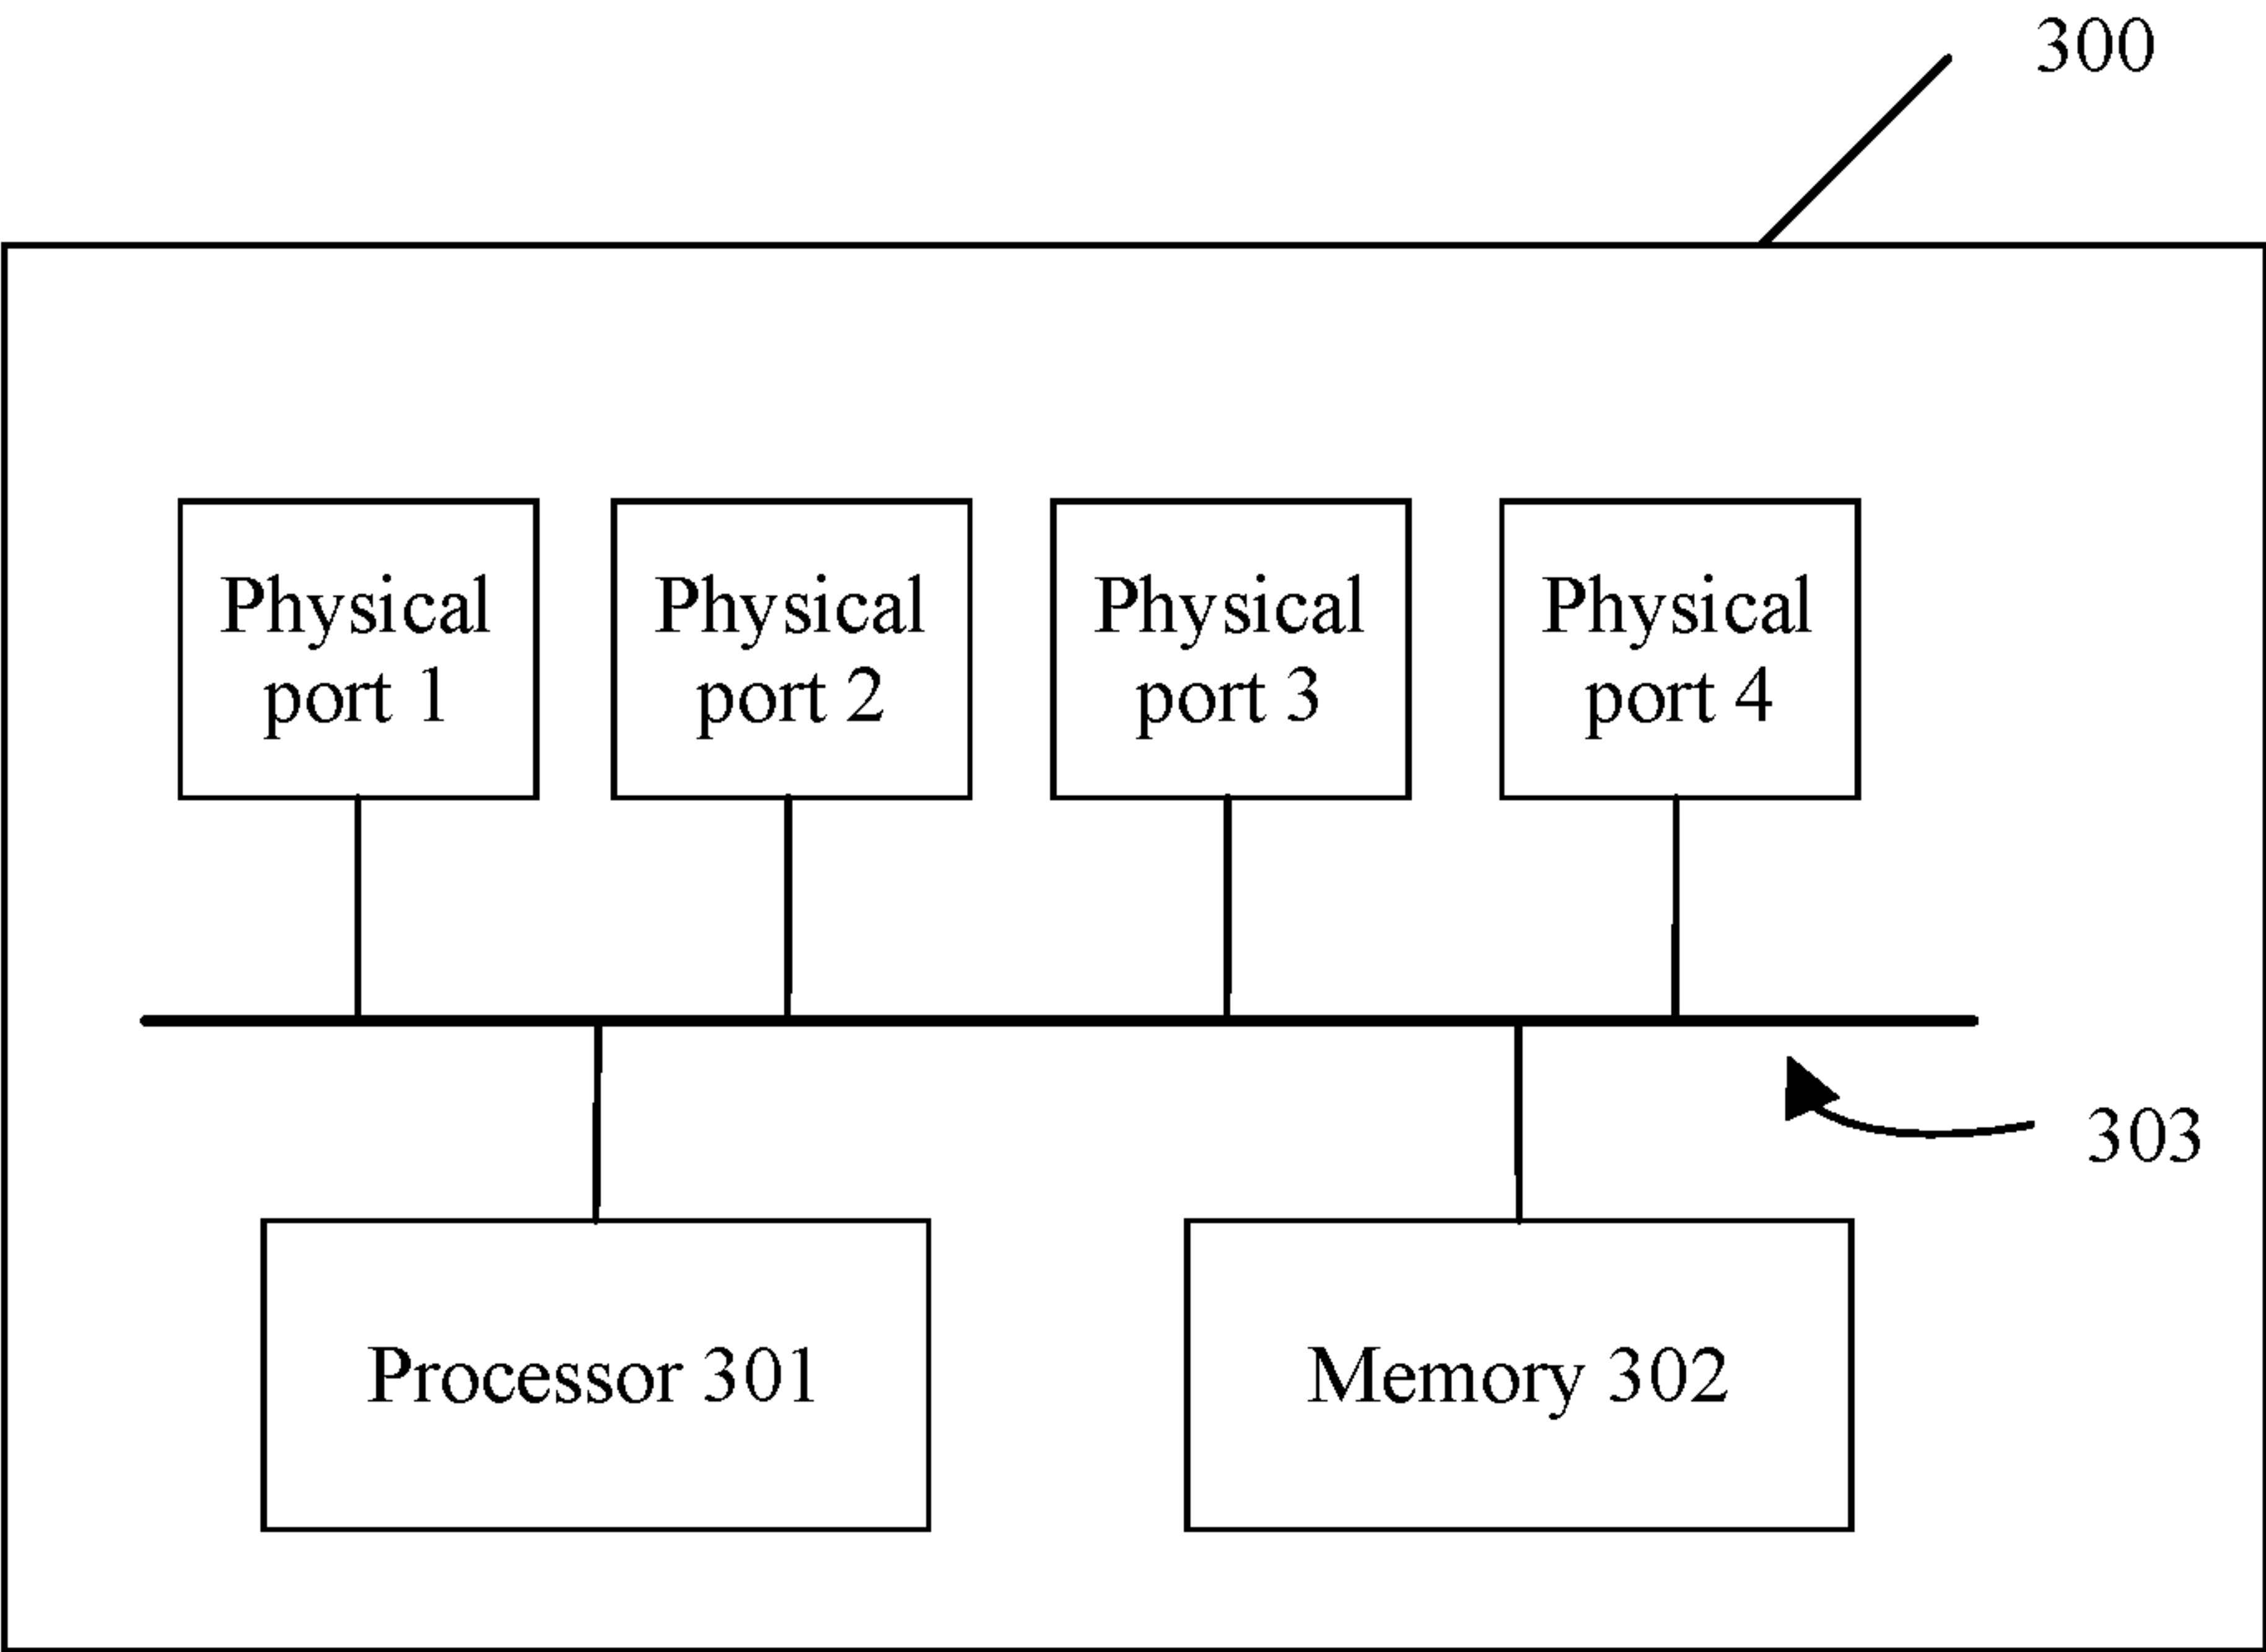 300
Physical
port 1
Physical
port 2
Physical
port 3
Physical
port 4
303
Processor 301
Memory 302